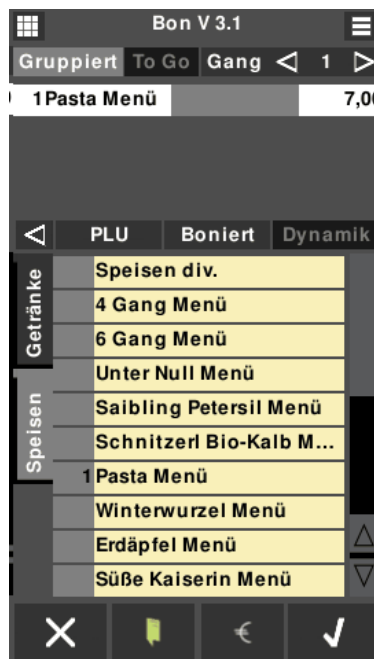 Bon V 3.1
Gruppiert To Go Gang 1
1 Pasta Menü 7,00
PLU Boniert Dynamik
Getränke
Speisen
Speisen div.
4 Gang Menü
6 Gang Menü
Unter Null Menü
Saibling Petersil Menü
Schnitzerl Bio-Kalb M...
1 Pasta Menü
Winterwurzel Menü
Erdäpfel Menü
Süße Kaiserin Menü
€